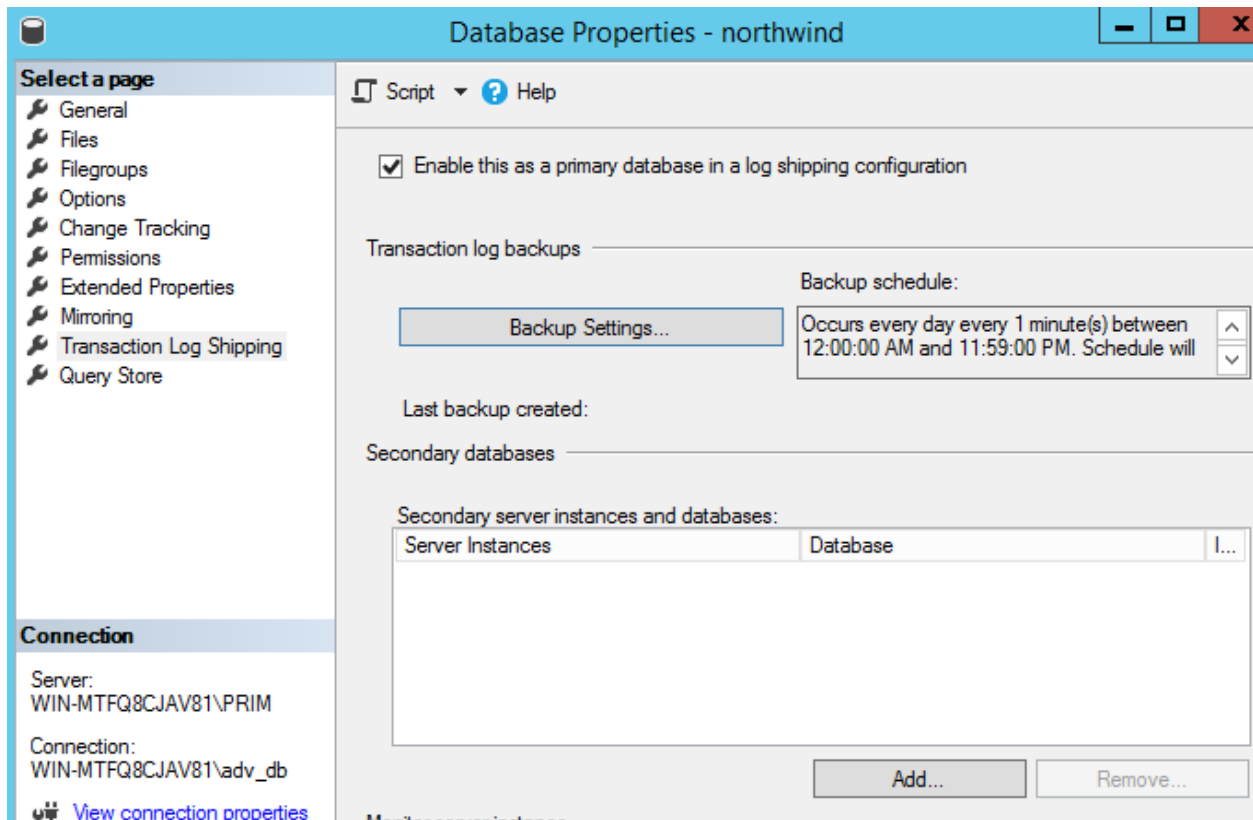 Database Properties - northwind
Select a page
General
Files
Filegroups
Options
Change Tracking
Permissions
Extended Properties
Mirroring
Transaction Log Shipping
Query Store
Connection
Server:
WIN-MTFQ8CJAV81\PRIM
Connection:
WIN-MTFQ8CJAV81\adv_db
View connection properties
Script
Help
Enable this as a primary database in a log shipping configuration
Transaction log backups
Backup schedule:
Backup Settings...
Occurs every day every 1 minute(s) between
12:00:00 AM and 11:59:00 PM. Schedule will
Last backup created:
Secondary databases
Secondary server instances and databases:
Server Instances Database I...
Add... Remove...
Monitor server instance